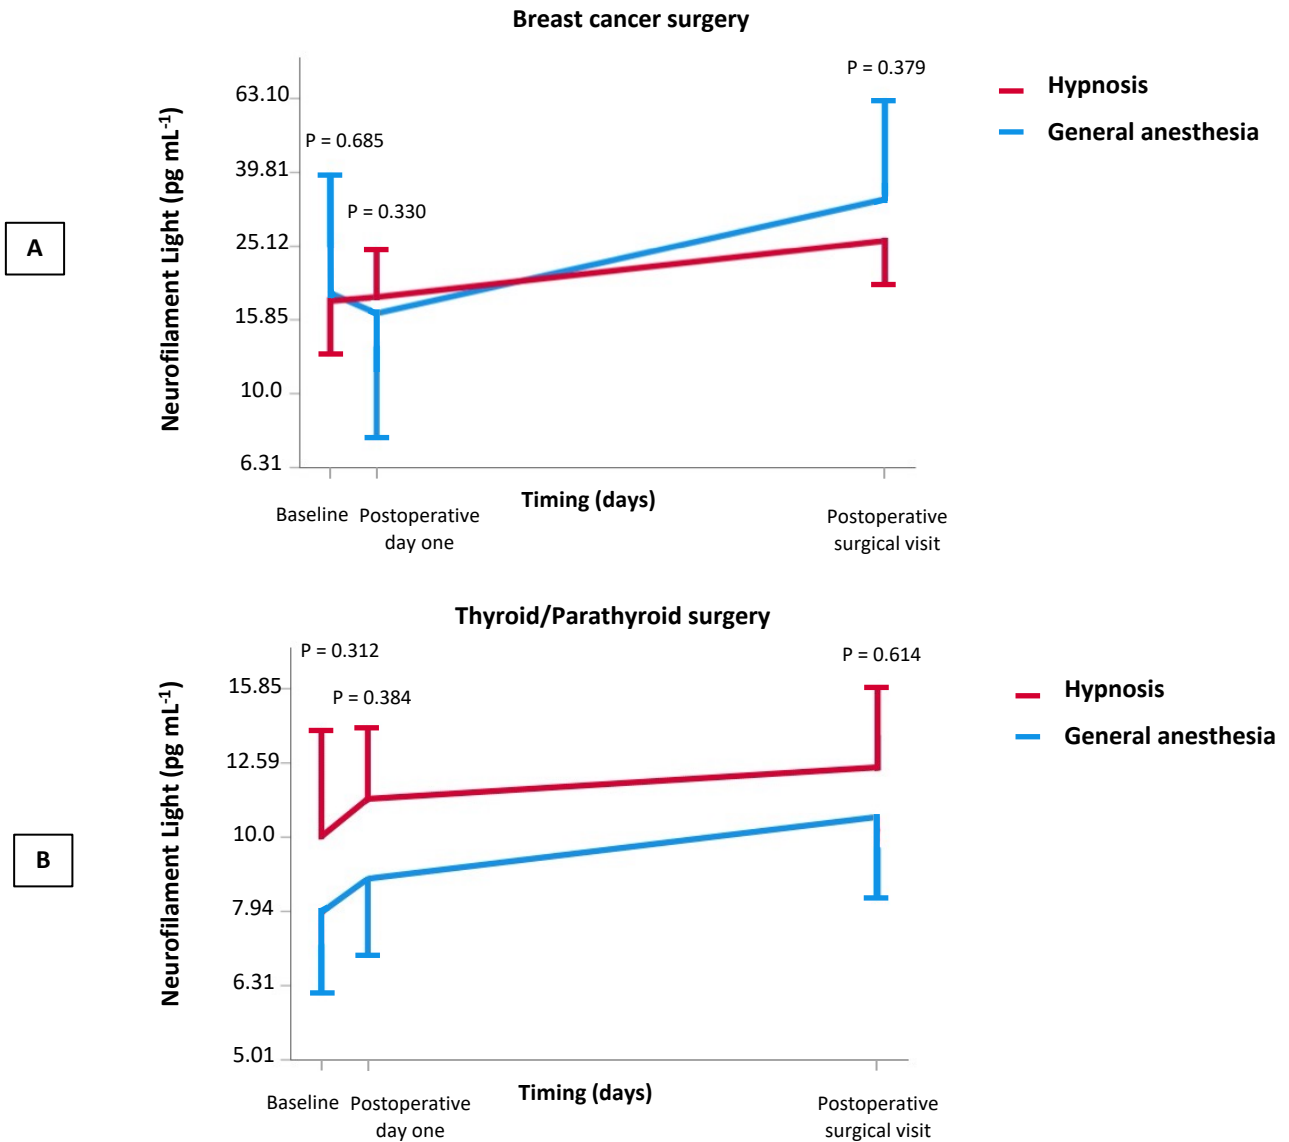 Breast cancer surgery
P = 0.379
Hypnosis
General anesthesia
Neurofilament Light (pg mL⁻¹)
63.10
P = 0.685
39.81
P = 0.330
A
25.12
15.85
10.0
6.31
Timing (days)
Baseline
Postoperative
day one
Postoperative
surgical visit
Thyroid/Parathyroid surgery
P = 0.312
P = 0.614
Hypnosis
General anesthesia
Neurofilament Light (pg mL⁻¹)
15.85
P = 0.384
12.59
10.0
B
7.94
6.31
5.01
Timing (days)
Baseline
Postoperative
day one
Postoperative
surgical visit